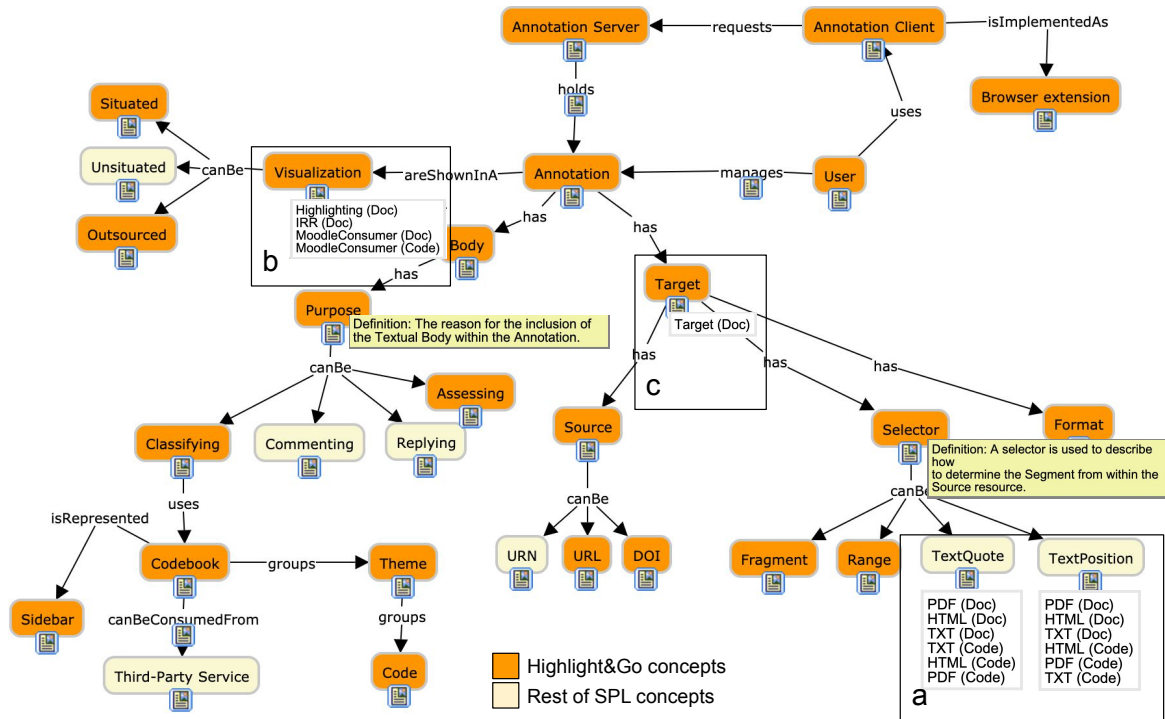 Annotation Server
requests
Annotation Client
isImplementedAs
holds
Browser extension
Situated
uses
Unsituated
canBe
Visualization
areShownInA
Annotation
manages
User
Highlighting (Doc)
IRR (Doc)
MoodleConsumer (Doc)
MoodleConsumer (Code)
has
has
Outsourced
b
Body
has
Target
Target (Doc)
Purpose
Definition: The reason for the inclusion of
the Textual Body within the Annotation.
has
c
has
has
canBe
Assessing
Classifying
Commenting
Replying
Source
Selector
Format
Definition: A selector is used to describe
how
to determine the Segment from within the
Source resource.
uses
canBe
canBe
isRepresented
URN
URL
DOI
Fragment
Range
TextQuote
TextPosition
Codebook
groups
Theme
PDF (Doc)
HTML (Doc)
TXT (Doc)
TXT (Code)
HTML (Code)
PDF (Code)
PDF (Doc)
HTML (Doc)
TXT (Doc)
HTML (Code)
PDF (Code)
TXT (Code)
a
Sidebar
canBeConsumedFrom
groups
Third-Party Service
Code
Highlight&Go concepts
Rest of SPL concepts